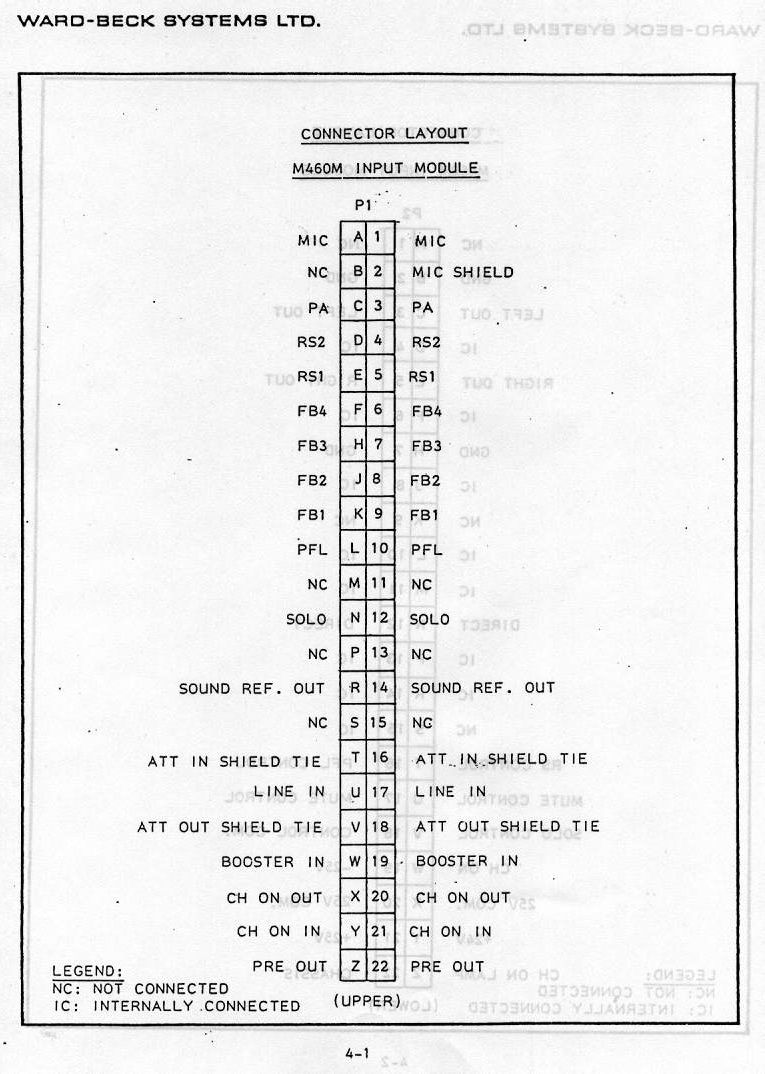 WARD-BECK SYSTEMS LTD.
CONNECTOR LAYOUT
M460M INPUT MODULE
P1
MIC A 1 MIC
NC B 2 MIC SHIELD
PA C 3 PA
RS2 D 4 RS2
RS1 E 5 RS1
FB4 F 6 FB4
FB3 H 7 FB3
FB2 J 8 FB2
FB1 K 9 FB1
PFL L 10 PFL
NC M 11 NC
SOLO N 12 SOLO
NC P 13 NC
SOUND REF. OUT R 14 SOUND REF. OUT
NC S 15 NC
ATT IN SHIELD TIE T 16 ATT IN SHIELD TIE
LINE IN U 17 LINE IN
ATT OUT SHIELD TIE V 18 ATT OUT SHIELD TIE
BOOSTER IN W 19 BOOSTER IN
CH ON OUT X 20 CH ON OUT
CH ON IN Y 21 CH ON IN
PRE OUT Z 22 PRE OUT
(UPPER)
LEGEND:
NC: NOT CONNECTED
IC: INTERNALLY CONNECTED
4-1